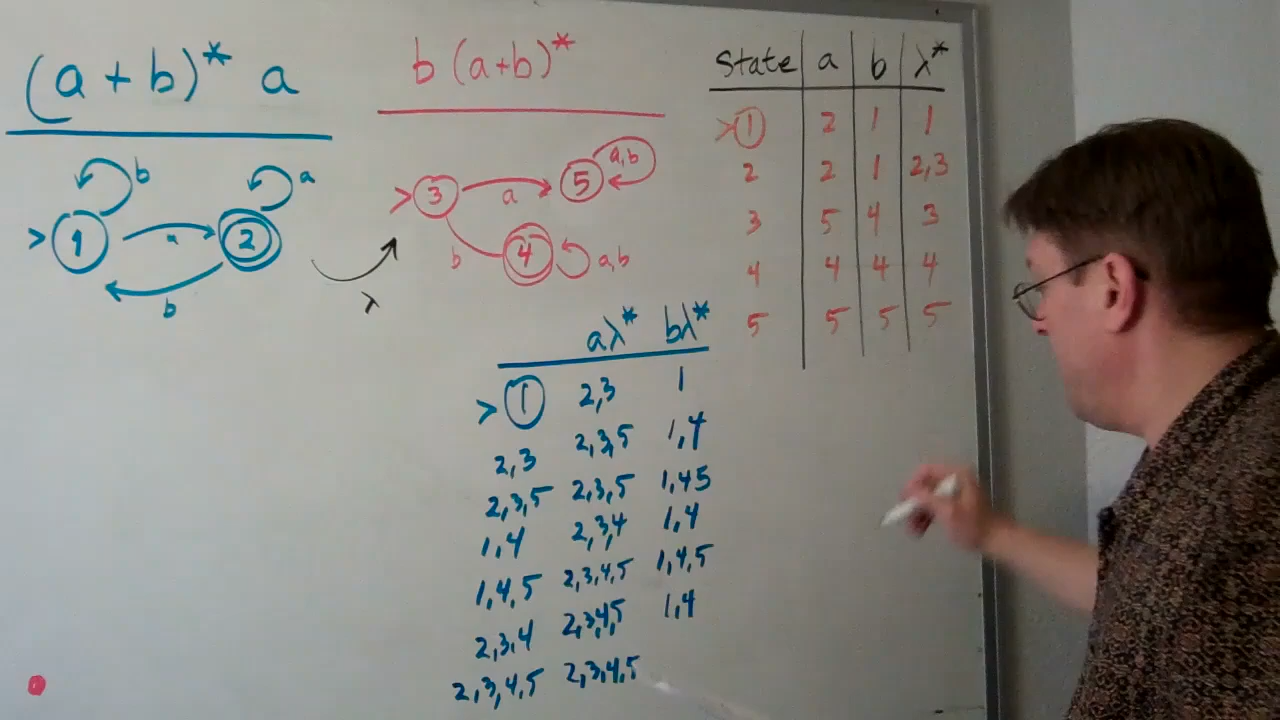 (a + b)* a
b (a+b)*
b
a
> 1
a
2
b
λ
> 3
a
5
a,b
b
4
a,b
State a b λ*
>1 2 1 1
2 2 1 2,3
3 5 4 3
4 4 4 4
5 5 5 5
aλ* bλ*
> 1 2,3 1
2,3 2,3,5 1,4
2,3,5 2,3,5 1,45
1,4 2,3,4 1,4
1,4,5 2,3,4,5 1,4,5
2,3,4 2,3,4,5 1,4
2,3,4,5 2,3,4,5